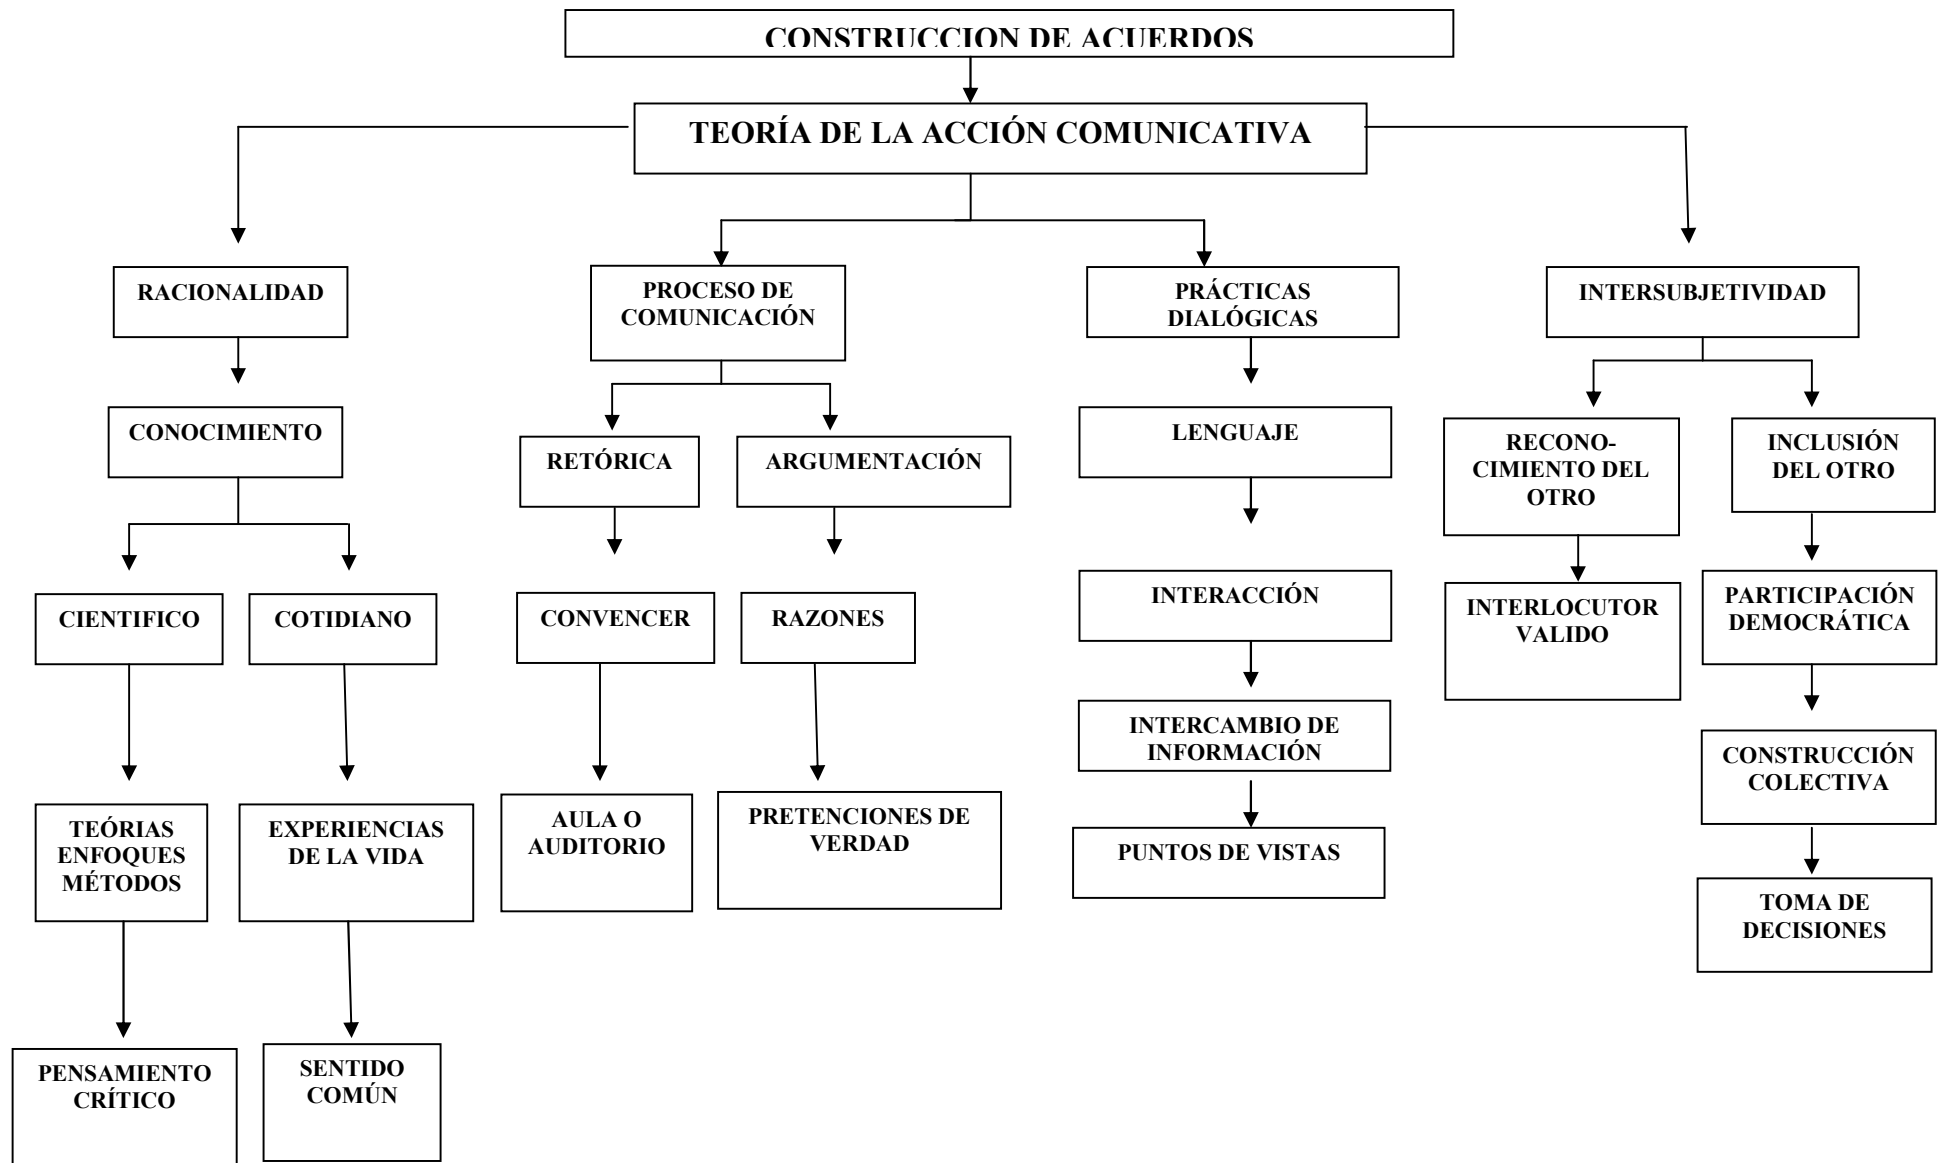 CONSTRUCCION DE ACUERDOS
TEORÍA DE LA ACCIÓN COMUNICATIVA
RACIONALIDAD
PROCESO DE
COMUNICACIÓN
PRÁCTICAS
DIALÓGICAS
INTERSUBJETIVIDAD
CONOCIMIENTO
RETÓRICA
ARGUMENTACIÓN
LENGUAJE
RECONO-
CIMIENTO DEL
OTRO
INCLUSIÓN
DEL OTRO
CIENTIFICO
COTIDIANO
CONVENCER
RAZONES
INTERACCIÓN
INTERLOCUTOR
VALIDO
PARTICIPACIÓN
DEMOCRÁTICA
INTERCAMBIO DE
INFORMACIÓN
CONSTRUCCIÓN
COLECTIVA
TEÓRIAS
ENFOQUES
MÉTODOS
EXPERIENCIAS
DE LA VIDA
AULA O
AUDITORIO
PRETENCIONES DE
VERDAD
PUNTOS DE VISTAS
TOMA DE
DECISIONES
PENSAMIENTO
CRÍTICO
SENTIDO
COMÚN